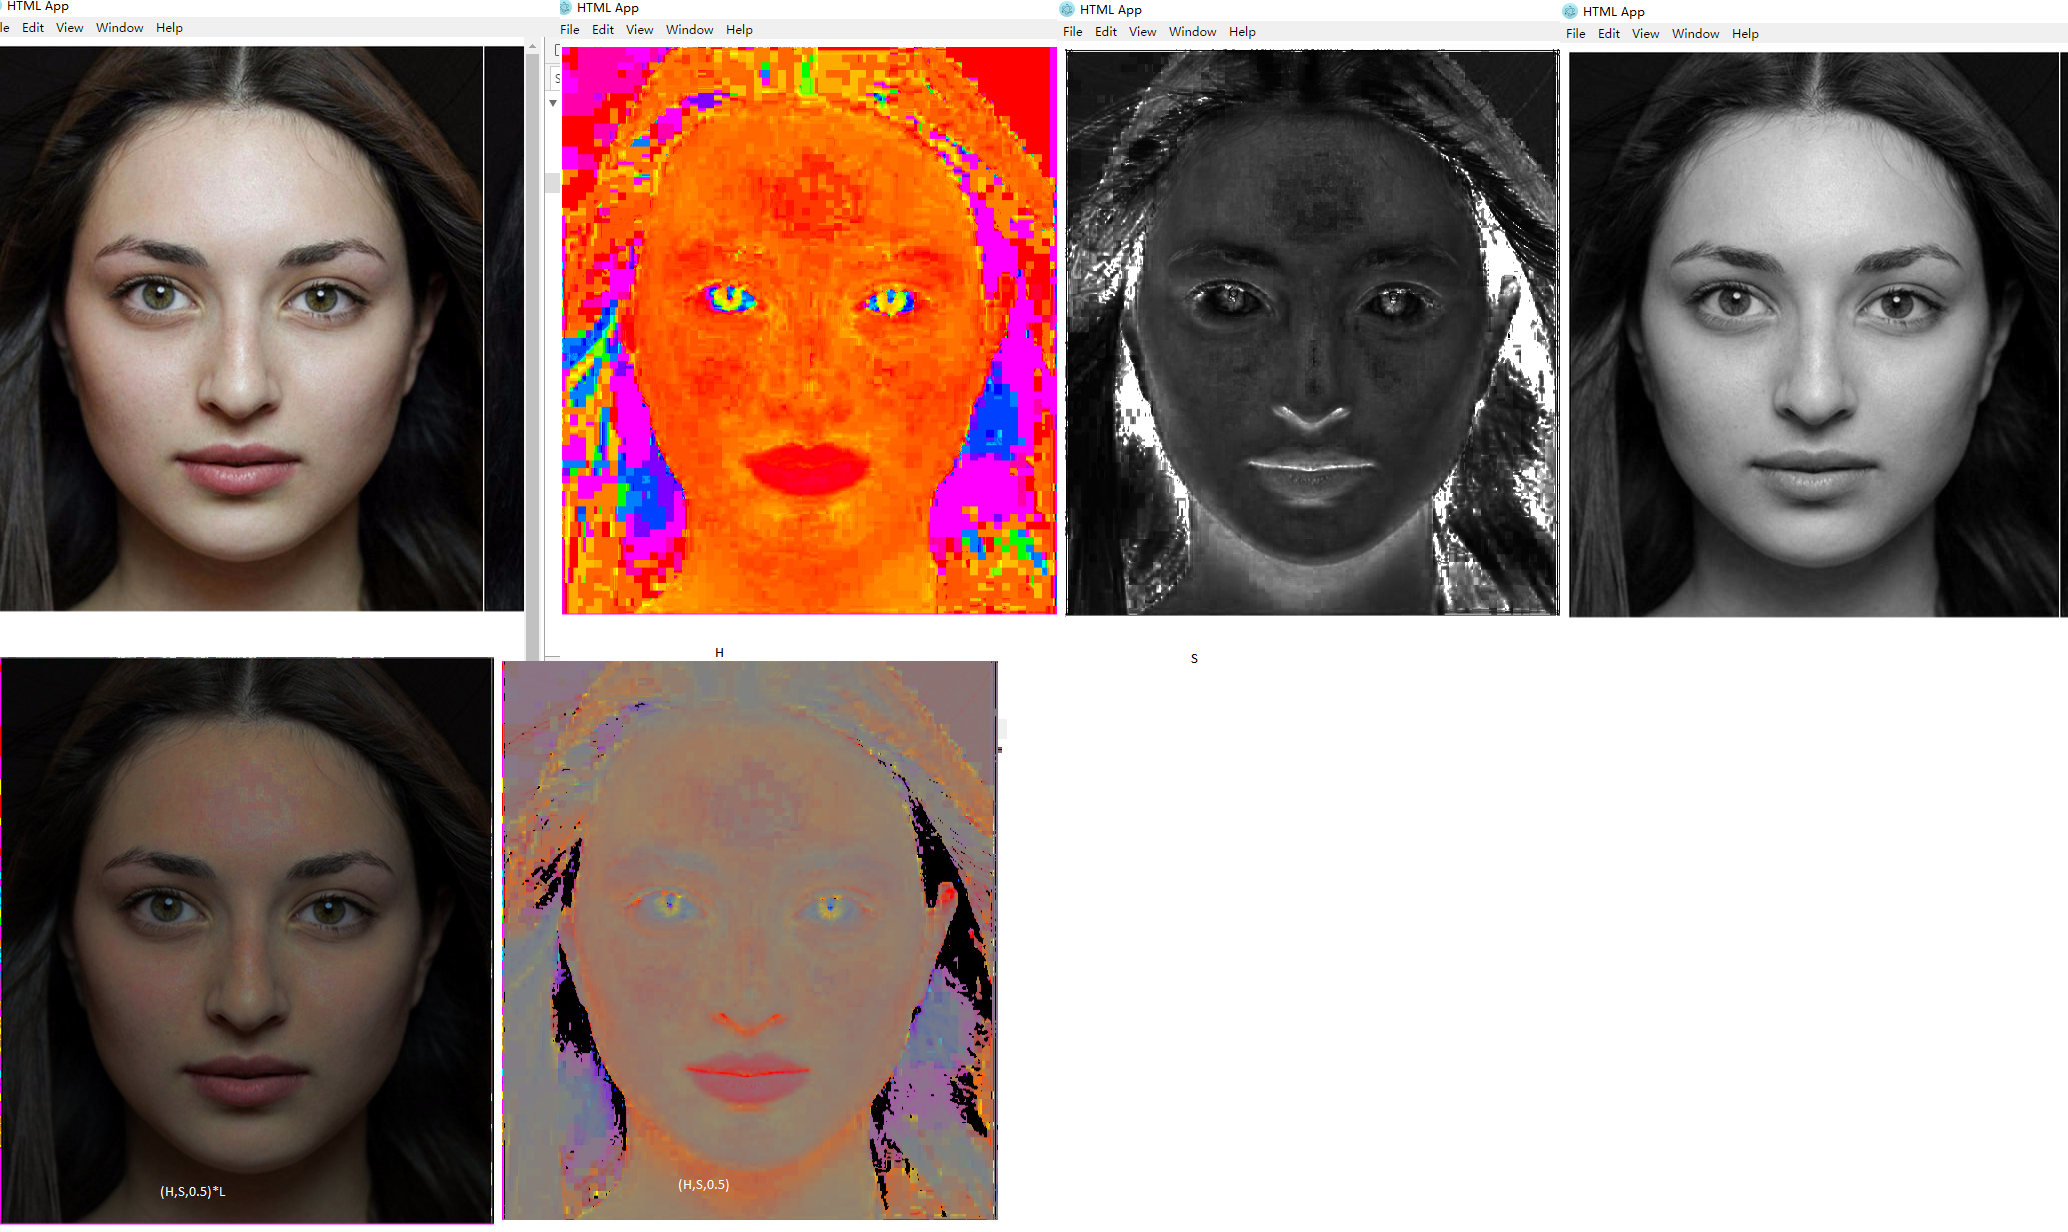 HTML App
le Edit View Window Help
HTML App
File Edit View Window Help
HTML App
File Edit View Window Help
HTML App
File Edit View Window Help
S
H
S
(H,S,0.5)*L
(H,S,0.5)